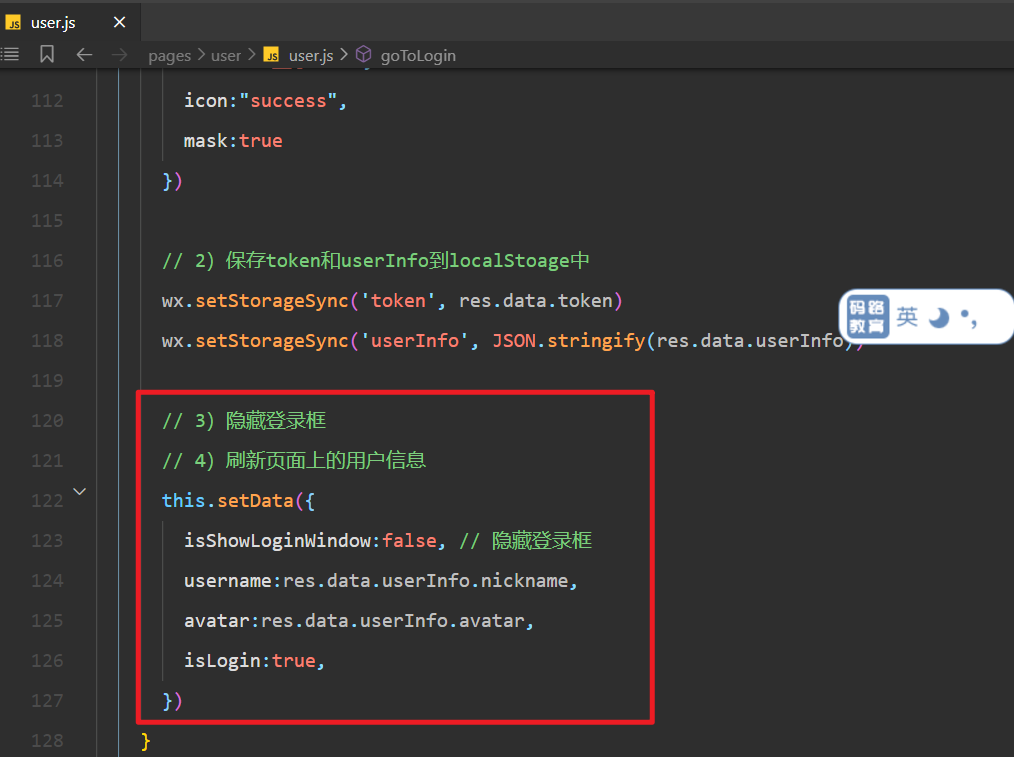 user.js
pages > user > user.js > goToLogin
112 icon:"success",
113 mask:true
114 })
115
116 // 2) 保存token和userInfo到localStoage中
117 wx.setStorageSync('token', res.data.token)
118 wx.setStorageSync('userInfo', JSON.stringify(res.data.userInfo))
119
120 // 3) 隐藏登录框
121 // 4) 刷新页面上的用户信息
122 this.setData({
123 isShowLoginWindow:false, // 隐藏登录框
124 username:res.data.userInfo.nickname,
125 avatar:res.data.userInfo.avatar,
126 isLogin:true,
127 })
128 }
码路
教育
英